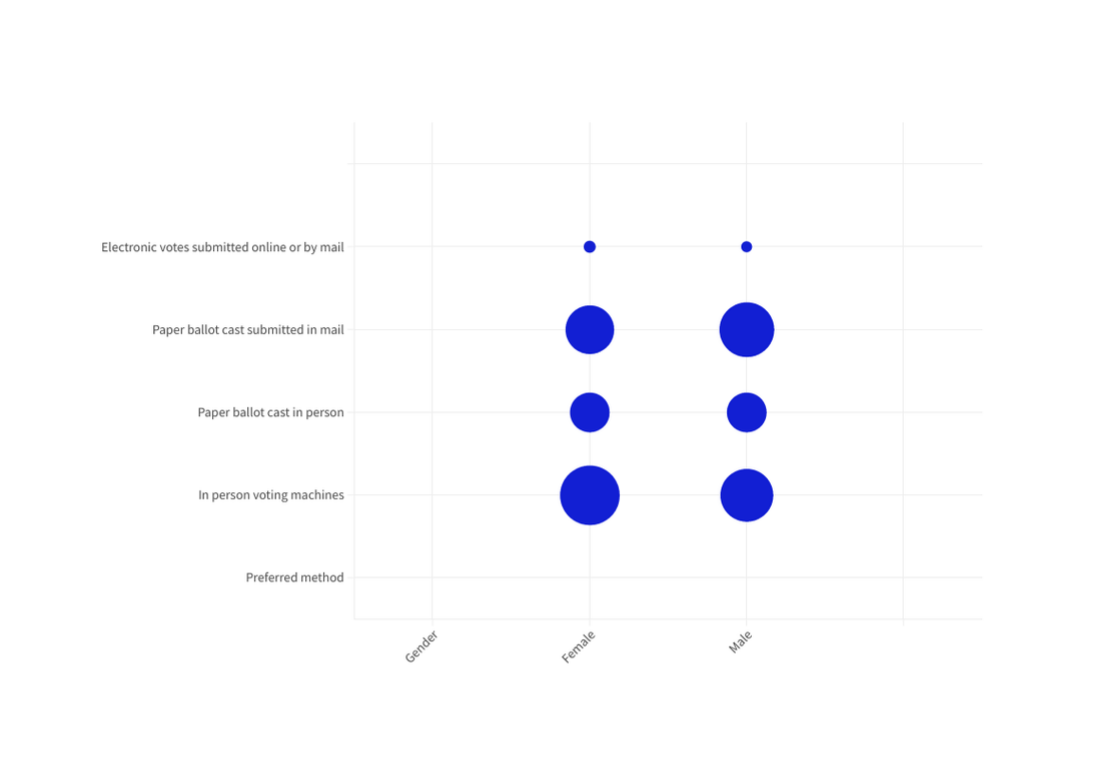 Electronic votes submitted online or by mail
Paper ballot cast submitted in mail
Paper ballot cast in person
In person voting machines
Preferred method
Gender
Female
Male